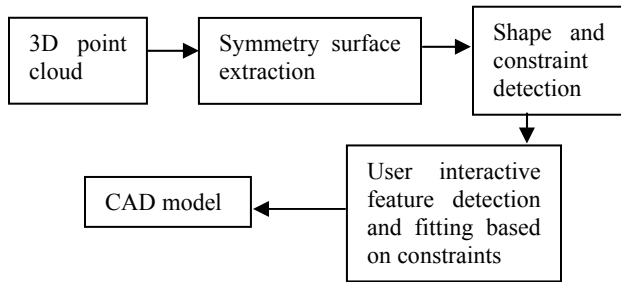 3D point
cloud
Symmetry surface
extraction
Shape and
constraint
detection
User interactive
feature detection
and fitting based
on constraints
CAD model